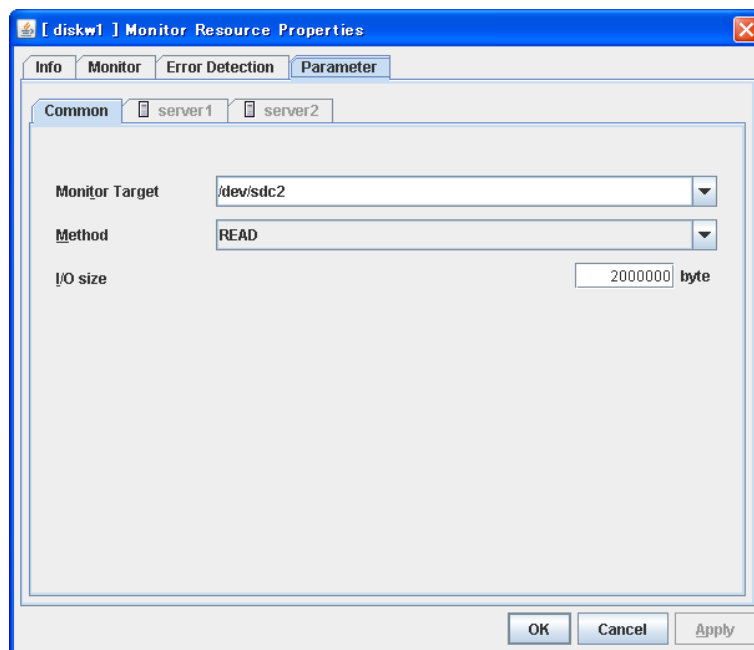 [ diskw1 ] Monitor Resource Properties
Info Monitor Error Detection Parameter
Common server1 server2
Monitor Target /dev/sdc2
Method READ
I/O size 2000000 byte
OK Cancel Apply